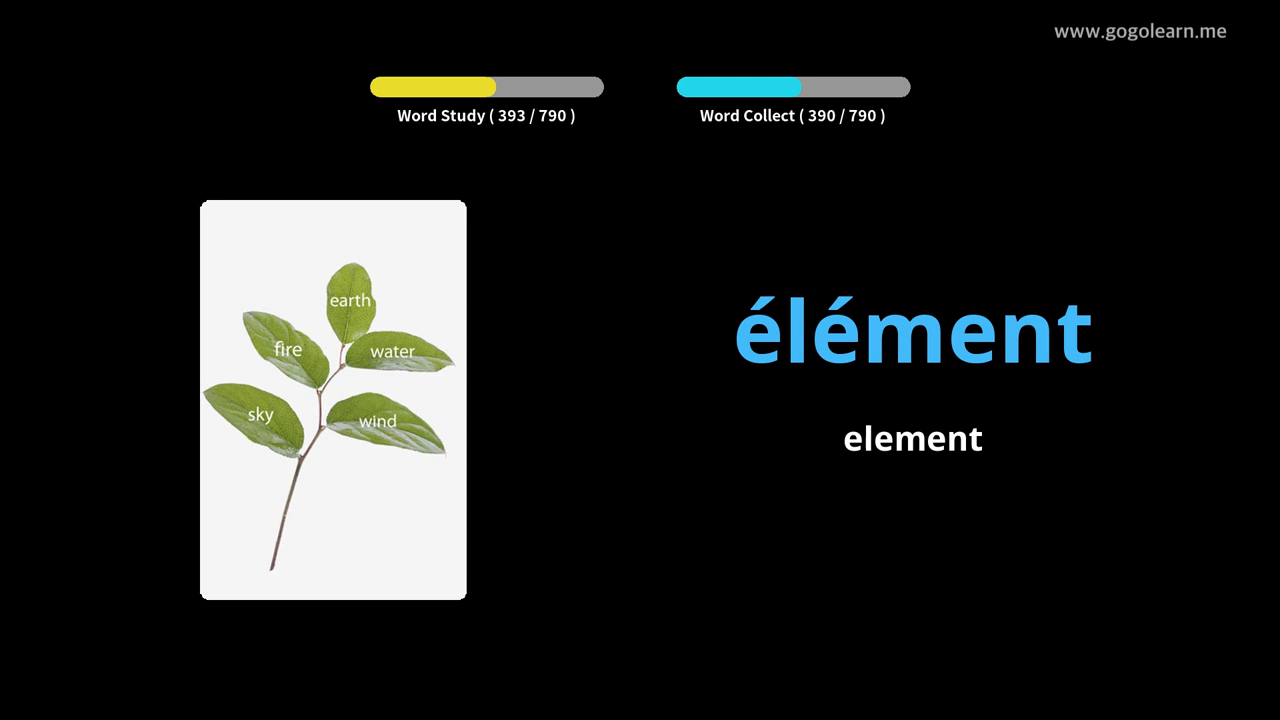 www.gogolearn.me
Word Study ( 393 / 790 )
Word Collect ( 390 / 790 )
earth
fire
water
sky
wind
élément
element